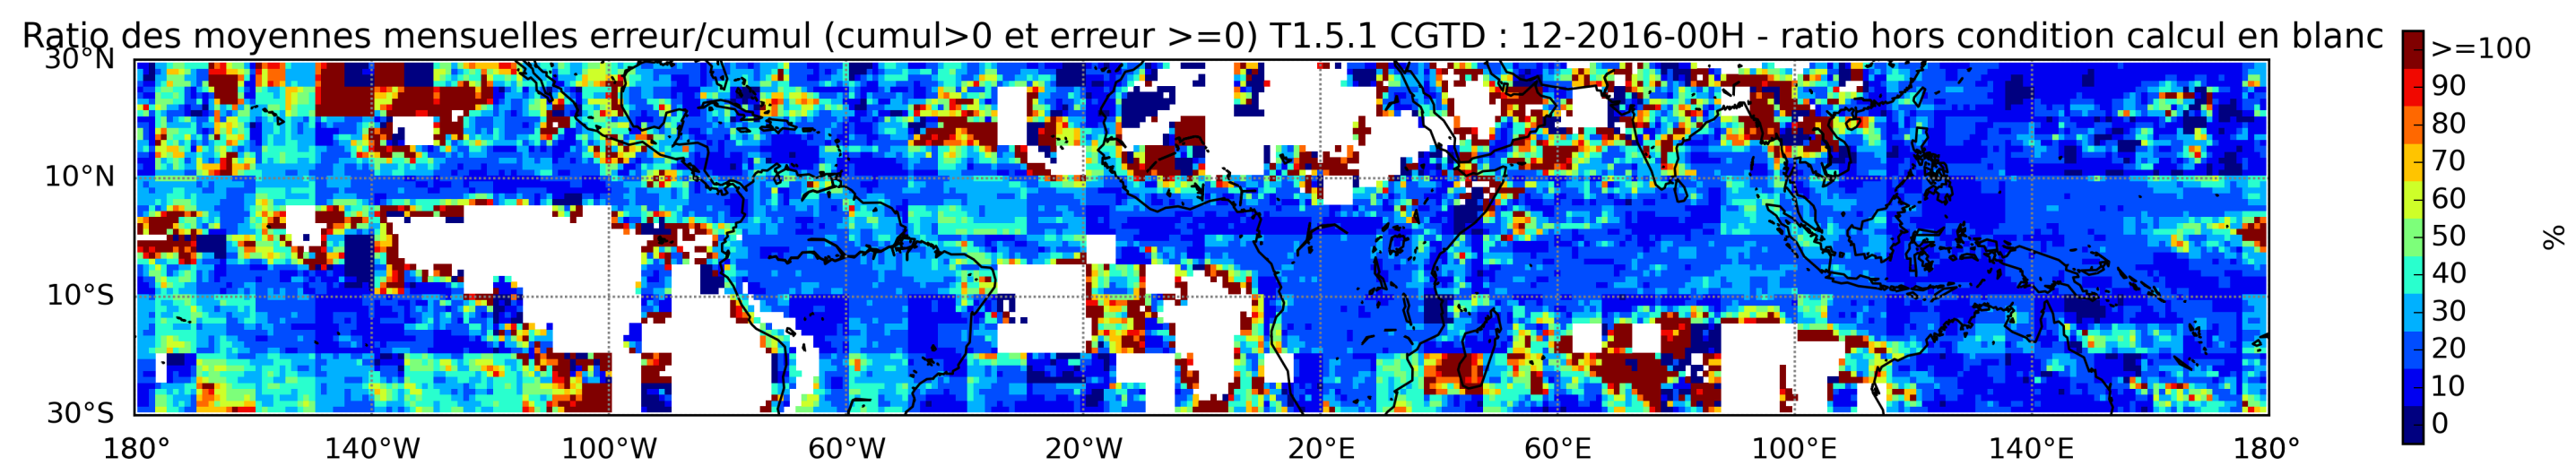 Ratio des moyennes mensuelles erreur/cumul (cumul>0 et erreur >=0) T1.5.1 CGTD : 12-2016-00H - ratio hors condition calcul en blanc
30°N
10°N
10°S
30°S
180° 140°W 100°W 60°W 20°W 20°E 60°E 100°E 140°E 180°
>=100
90
80
70
60
50
40
30
20
10
0
%